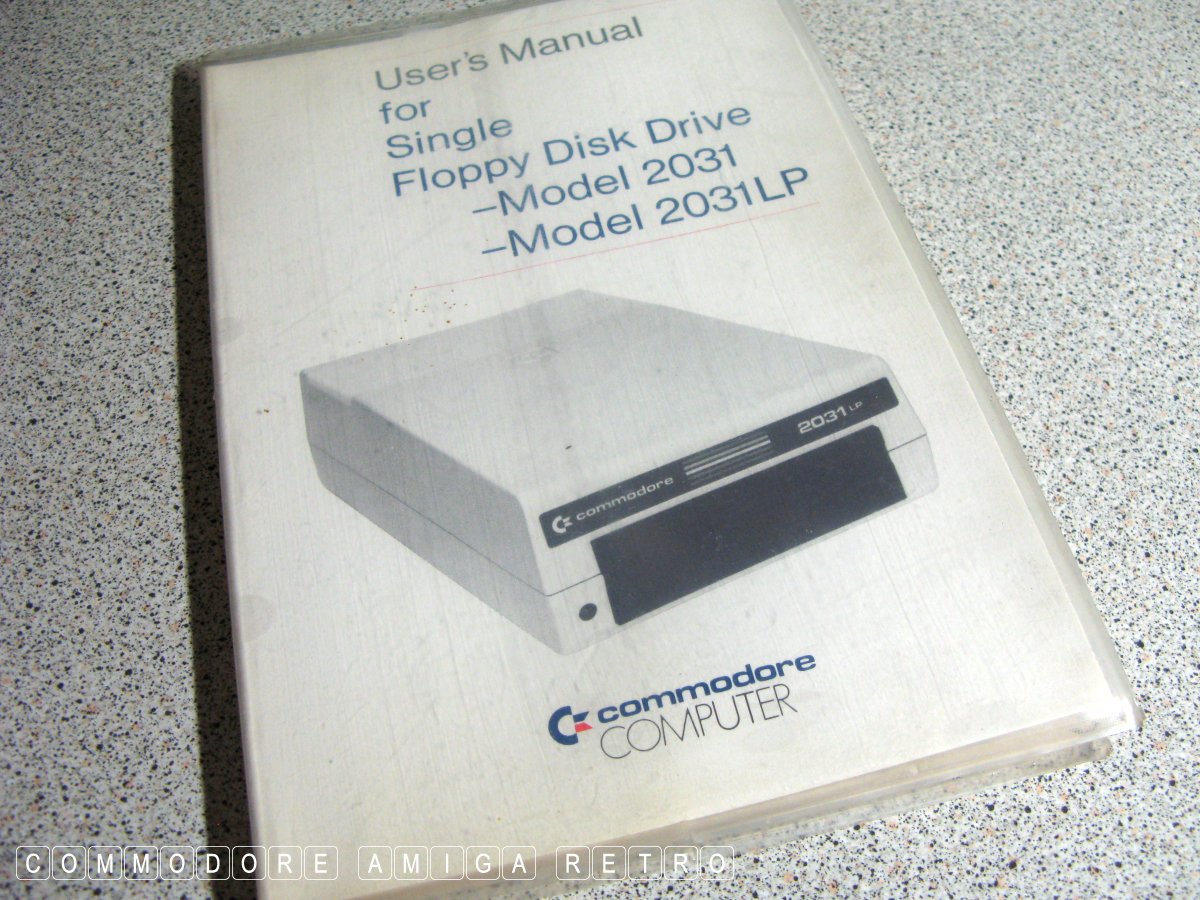 User's Manual
for
Single
Floppy Disk Drive
–Model 2031
–Model 2031LP
commodore
2031 LP
commodore
COMPUTER
COMMODORE AMIGA RETRO